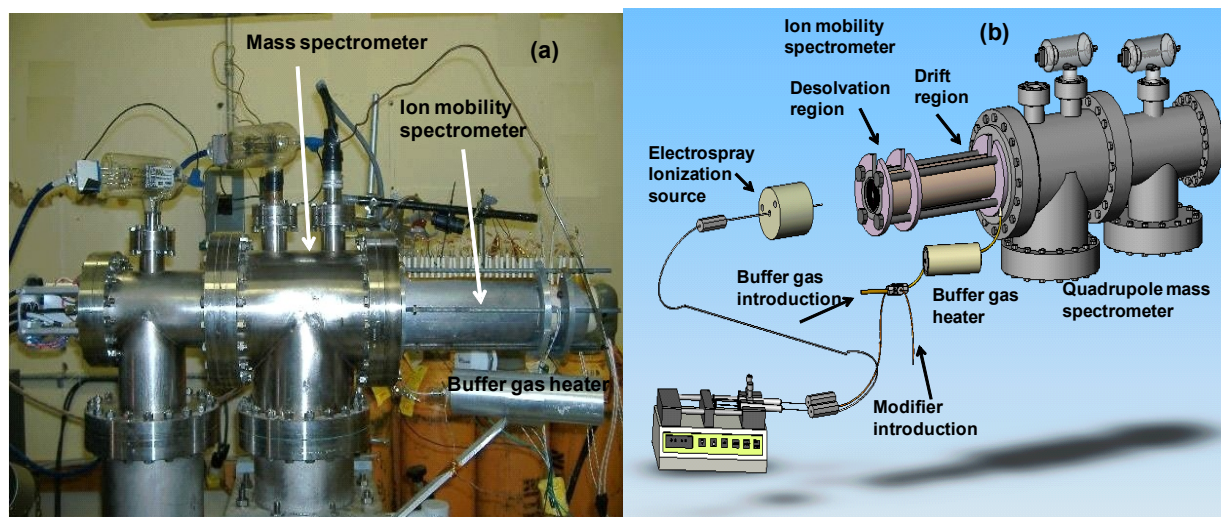 Mass spectrometer
(a)
Ion mobility
spectrometer
Buffer gas heater
Ion mobility
spectrometer
(b)
Desolvation
region
Drift
region
Electrospray
Ionization
source
Buffer gas
introduction
Buffer gas
heater
Quadrupole mass
spectrometer
Modifier
introduction